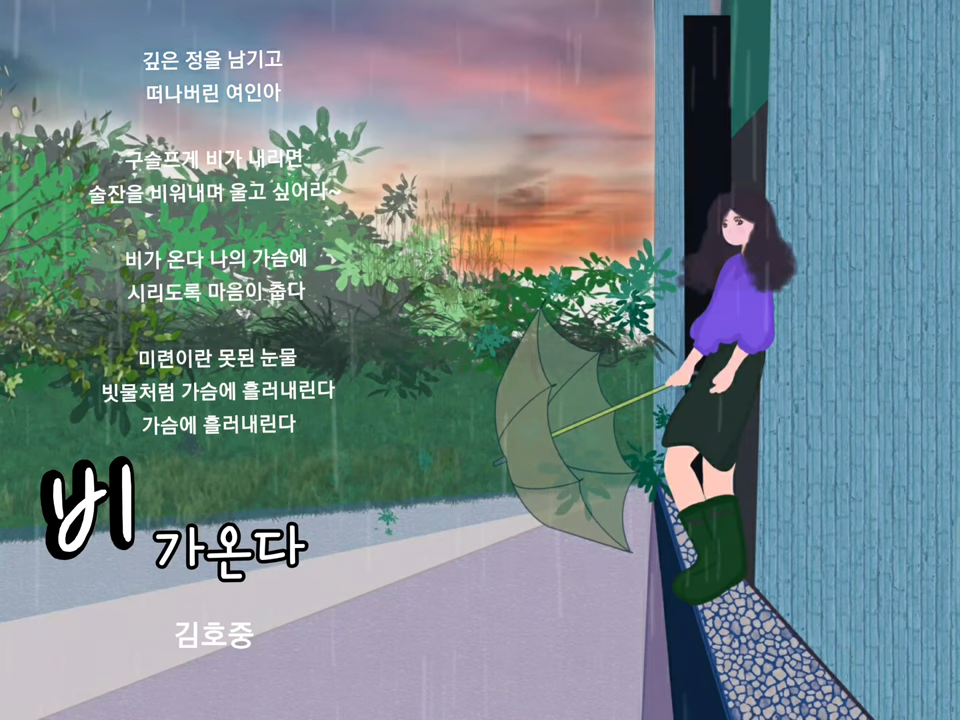 깊은 정을 남기고
떠나버린 여인아
구슬프게 비가 내리면
술잔을 비워내며 울고 싶어라~
비가 온다 나의 가슴에
시리도록 마음이 춥다
미련이란 못된 눈물
빗물처럼 가슴에 흘러내린다
가슴에 흘러내린다
비 가온다
김호중